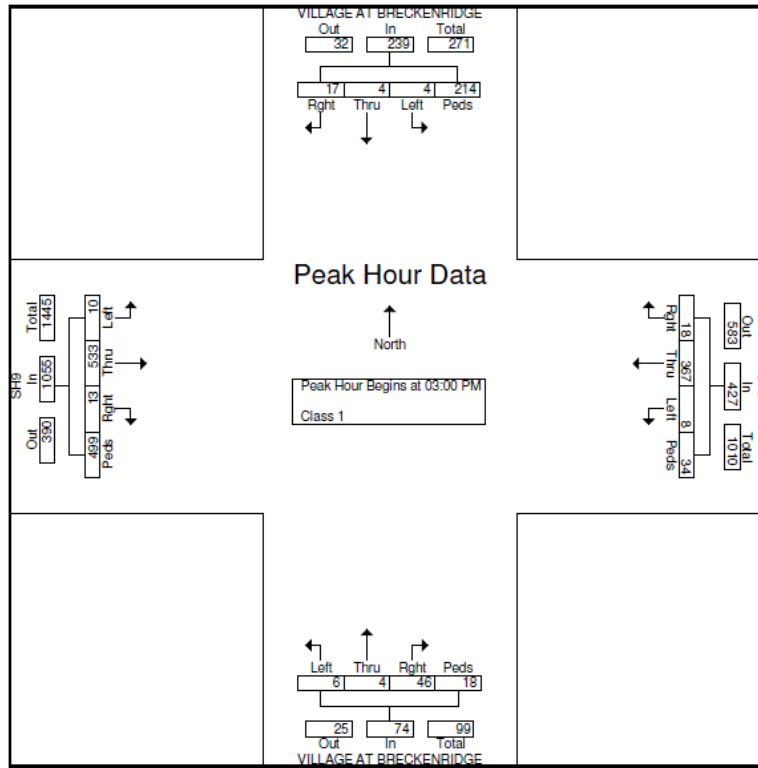 VILLAGE AT BRECKENRIDGE
Out In Total
32 239 271
17 4 4 214
Rght Thru Left Peds
Peak Hour Data
North
Peak Hour Begins at 03:00 PM
Class 1
SH9
Total In Out
1445 1055 390
10 533 13 499
Left Thru Rght Peds
Rght Thru Left Peds
18 367 8 34
583 427 1010
Out In Total
Left Thru Rght Peds
6 4 46 18
25 74 99
Out In Total
VILLAGE AT BRECKENRIDGE